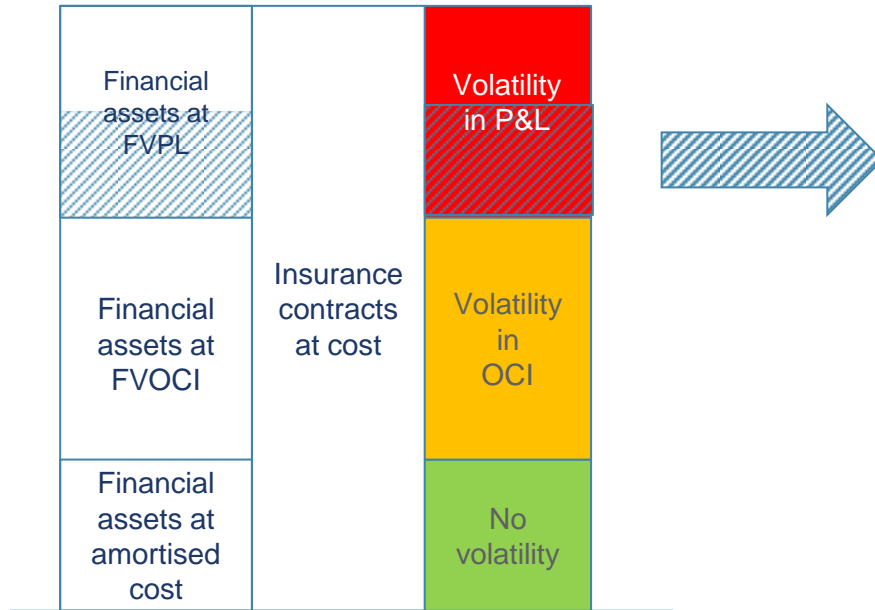 Financial
assets at
FVPL
Volatility
in P&L
Insurance
contracts
at cost
Financial
assets at
FVOCI
Volatility
in
OCI
Financial
assets at
amortised
cost
No
volatility